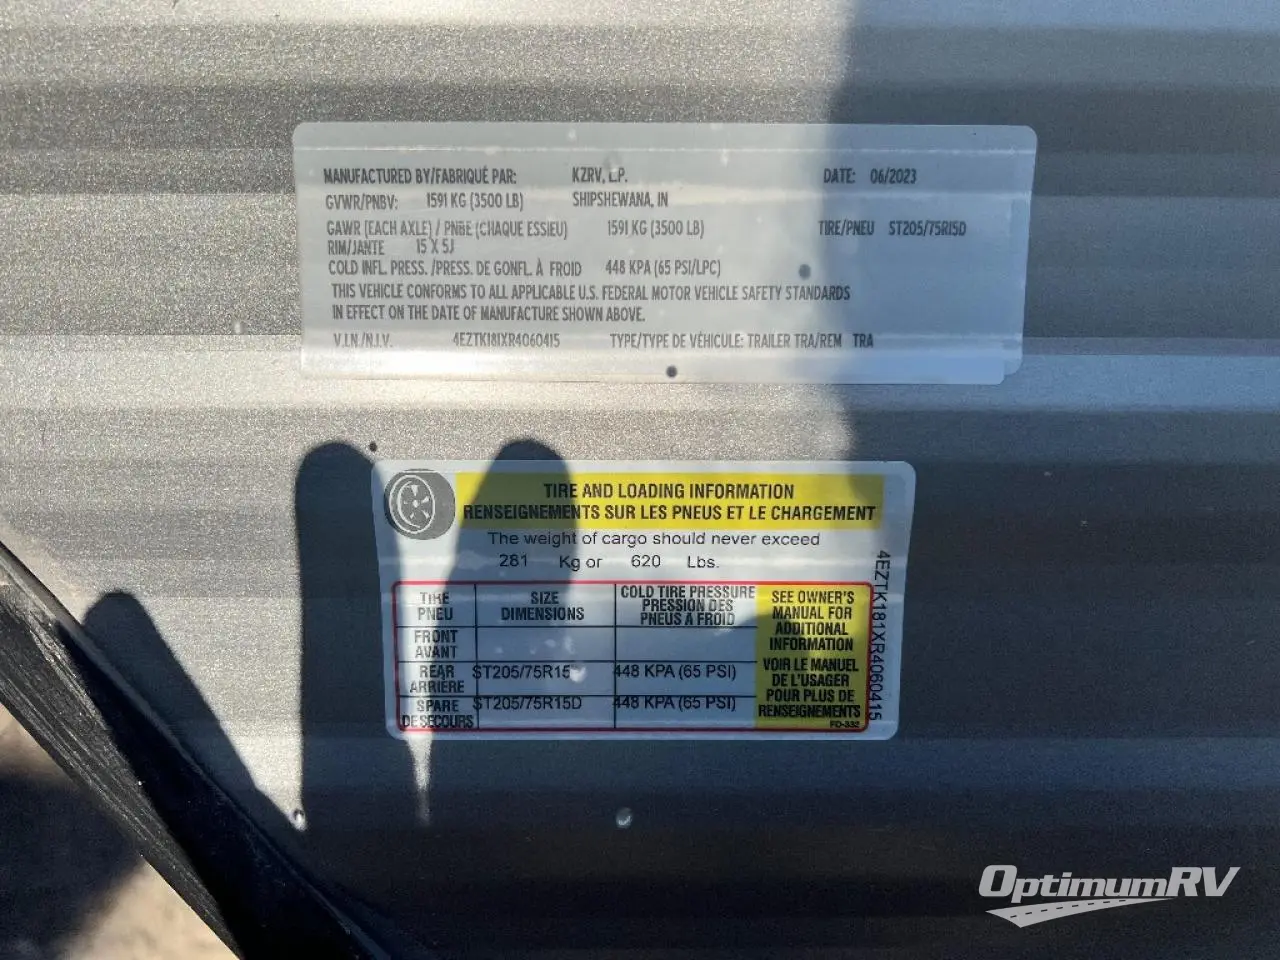 MANUFACTURED BY/FABRIQUÉ PAR: KZRV, L.P. DATE: 06/2023
GVWR/PNBV: 1591 KG (3500 LB) SHIPSHEWANA, IN
GAWR (EACH AXLE) / PNBE (CHAQUE ESSIEU) 1591 KG (3500 LB) TIRE/PNEU ST205/75R15D
RIM/JANTE 15 X 5J
COLD INFL. PRESS. /PRESS. DE GONFL. À FROID 448 KPA (65 PSI/LPC)
THIS VEHICLE CONFORMS TO ALL APPLICABLE U.S. FEDERAL MOTOR VEHICLE SAFETY STANDARDS
IN EFFECT ON THE DATE OF MANUFACTURE SHOWN ABOVE.
V.I.N./N.I.V. 4EZTK181XR4060415 TYPE/TYPE DE VÉHICULE: TRAILER TRA/REM TRA
TIRE AND LOADING INFORMATION
RENSEIGNEMENTS SUR LES PNEUS ET LE CHARGEMENT
The weight of cargo should never exceed
281 Kg or 620 Lbs.
TIRE
PNEU
SIZE
DIMENSIONS
COLD TIRE PRESSURE
PRESSION DES
PNEUS A FROID
FRONT
AVANT
REAR
ARRIERE
ST205/75R15
448 KPA (65 PSI)
SPARE
DE SECOURS
ST205/75R15D
448 KPA (65 PSI)
SEE OWNER'S
MANUAL FOR
ADDITIONAL
INFORMATION
VOIR LE MANUEL
DE L'USAGER
POUR PLUS DE
RENSEIGNEMENTS
FD-332
4EZTK181XR4060415
OptimumRV